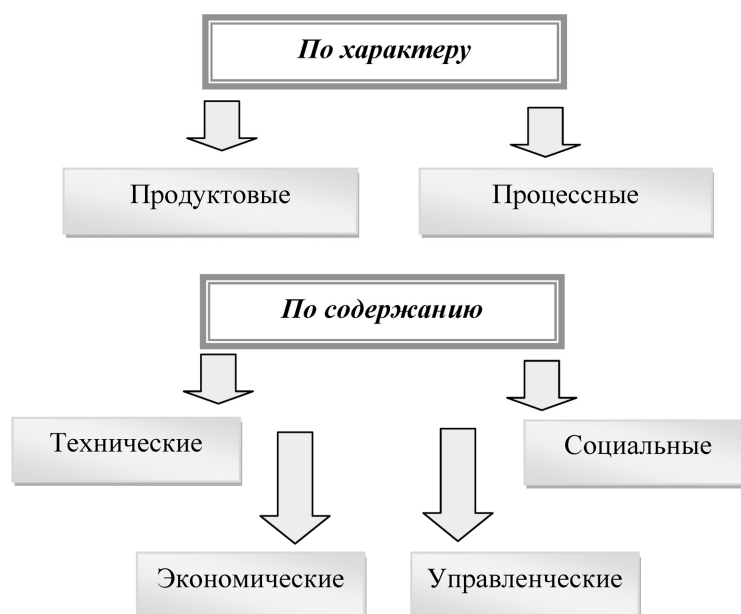 По характеру
Продуктовые
Процессные
По содержанию
Технические
Социальные
Экономические
Управленческие